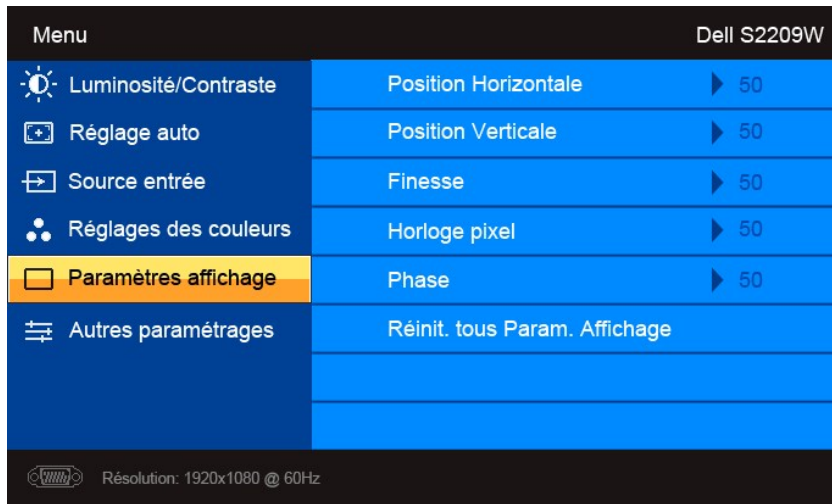 Menu Dell S2209W
Luminosité/Contraste Position Horizontale 50
Réglage auto Position Verticale 50
Source entrée Finesse 50
Réglages des couleurs Horloge pixel 50
Paramètres affichage Phase 50
Autres paramétrages Réinit. tous Param. Affichage
Résolution: 1920x1080 @ 60Hz